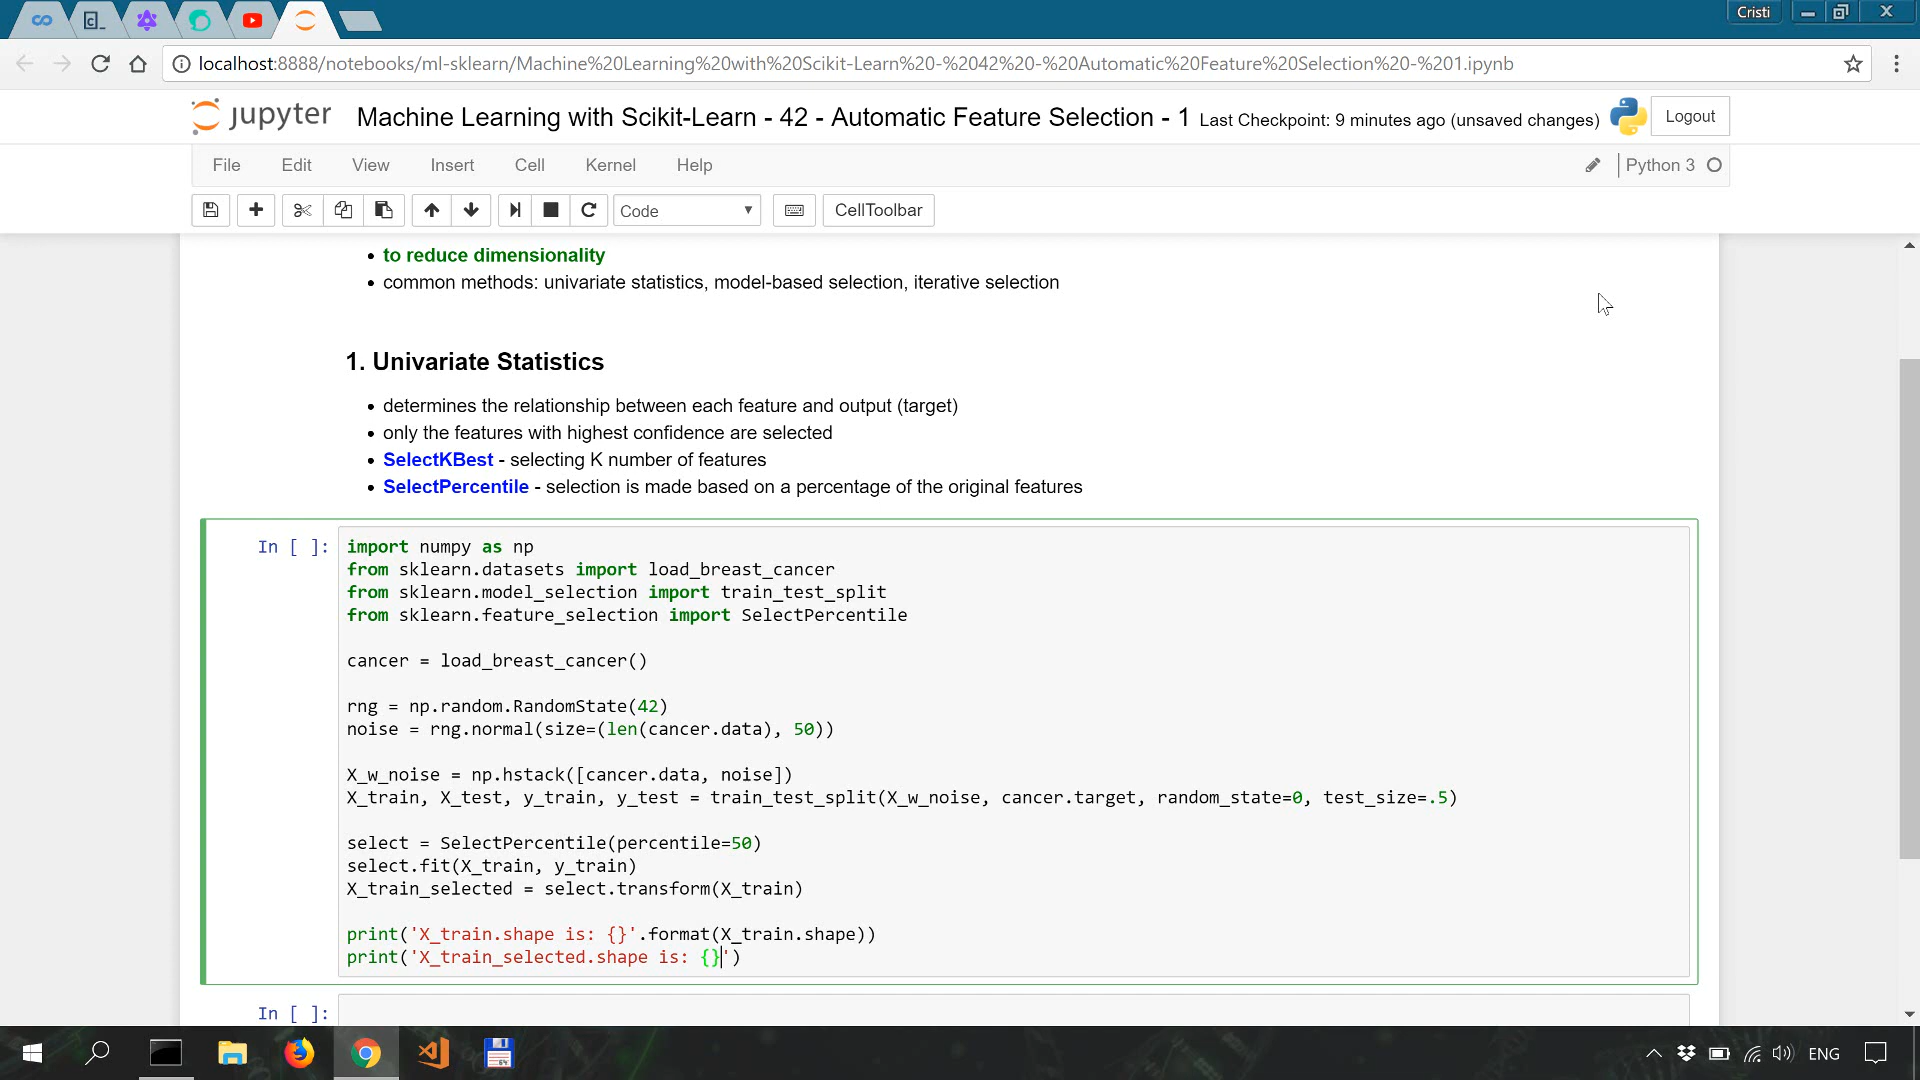 Cristi
localhost:8888/notebooks/ml-sklearn/Machine%20Learning%20with%20Scikit-Learn%20-%2042%20-%20Automatic%20Feature%20Selection%20-%201.ipynb
jupyter Machine Learning with Scikit-Learn - 42 - Automatic Feature Selection - 1 Last Checkpoint: 9 minutes ago (unsaved changes) Logout
File Edit View Insert Cell Kernel Help Python 3
Code CellToolbar
to reduce dimensionality
common methods: univariate statistics, model-based selection, iterative selection
1. Univariate Statistics
determines the relationship between each feature and output (target)
only the features with highest confidence are selected
SelectKBest - selecting K number of features
SelectPercentile - selection is made based on a percentage of the original features
In [ ]: import numpy as np
from sklearn.datasets import load_breast_cancer
from sklearn.model_selection import train_test_split
from sklearn.feature_selection import SelectPercentile
cancer = load_breast_cancer()
rng = np.random.RandomState(42)
noise = rng.normal(size=(len(cancer.data), 50))
X_w_noise = np.hstack([cancer.data, noise])
X_train, X_test, y_train, y_test = train_test_split(X_w_noise, cancer.target, random_state=0, test_size=.5)
select = SelectPercentile(percentile=50)
select.fit(X_train, y_train)
X_train_selected = select.transform(X_train)
print('X_train.shape is: {}'.format(X_train.shape))
print('X_train_selected.shape is: {}')
In [ ]:
ENG